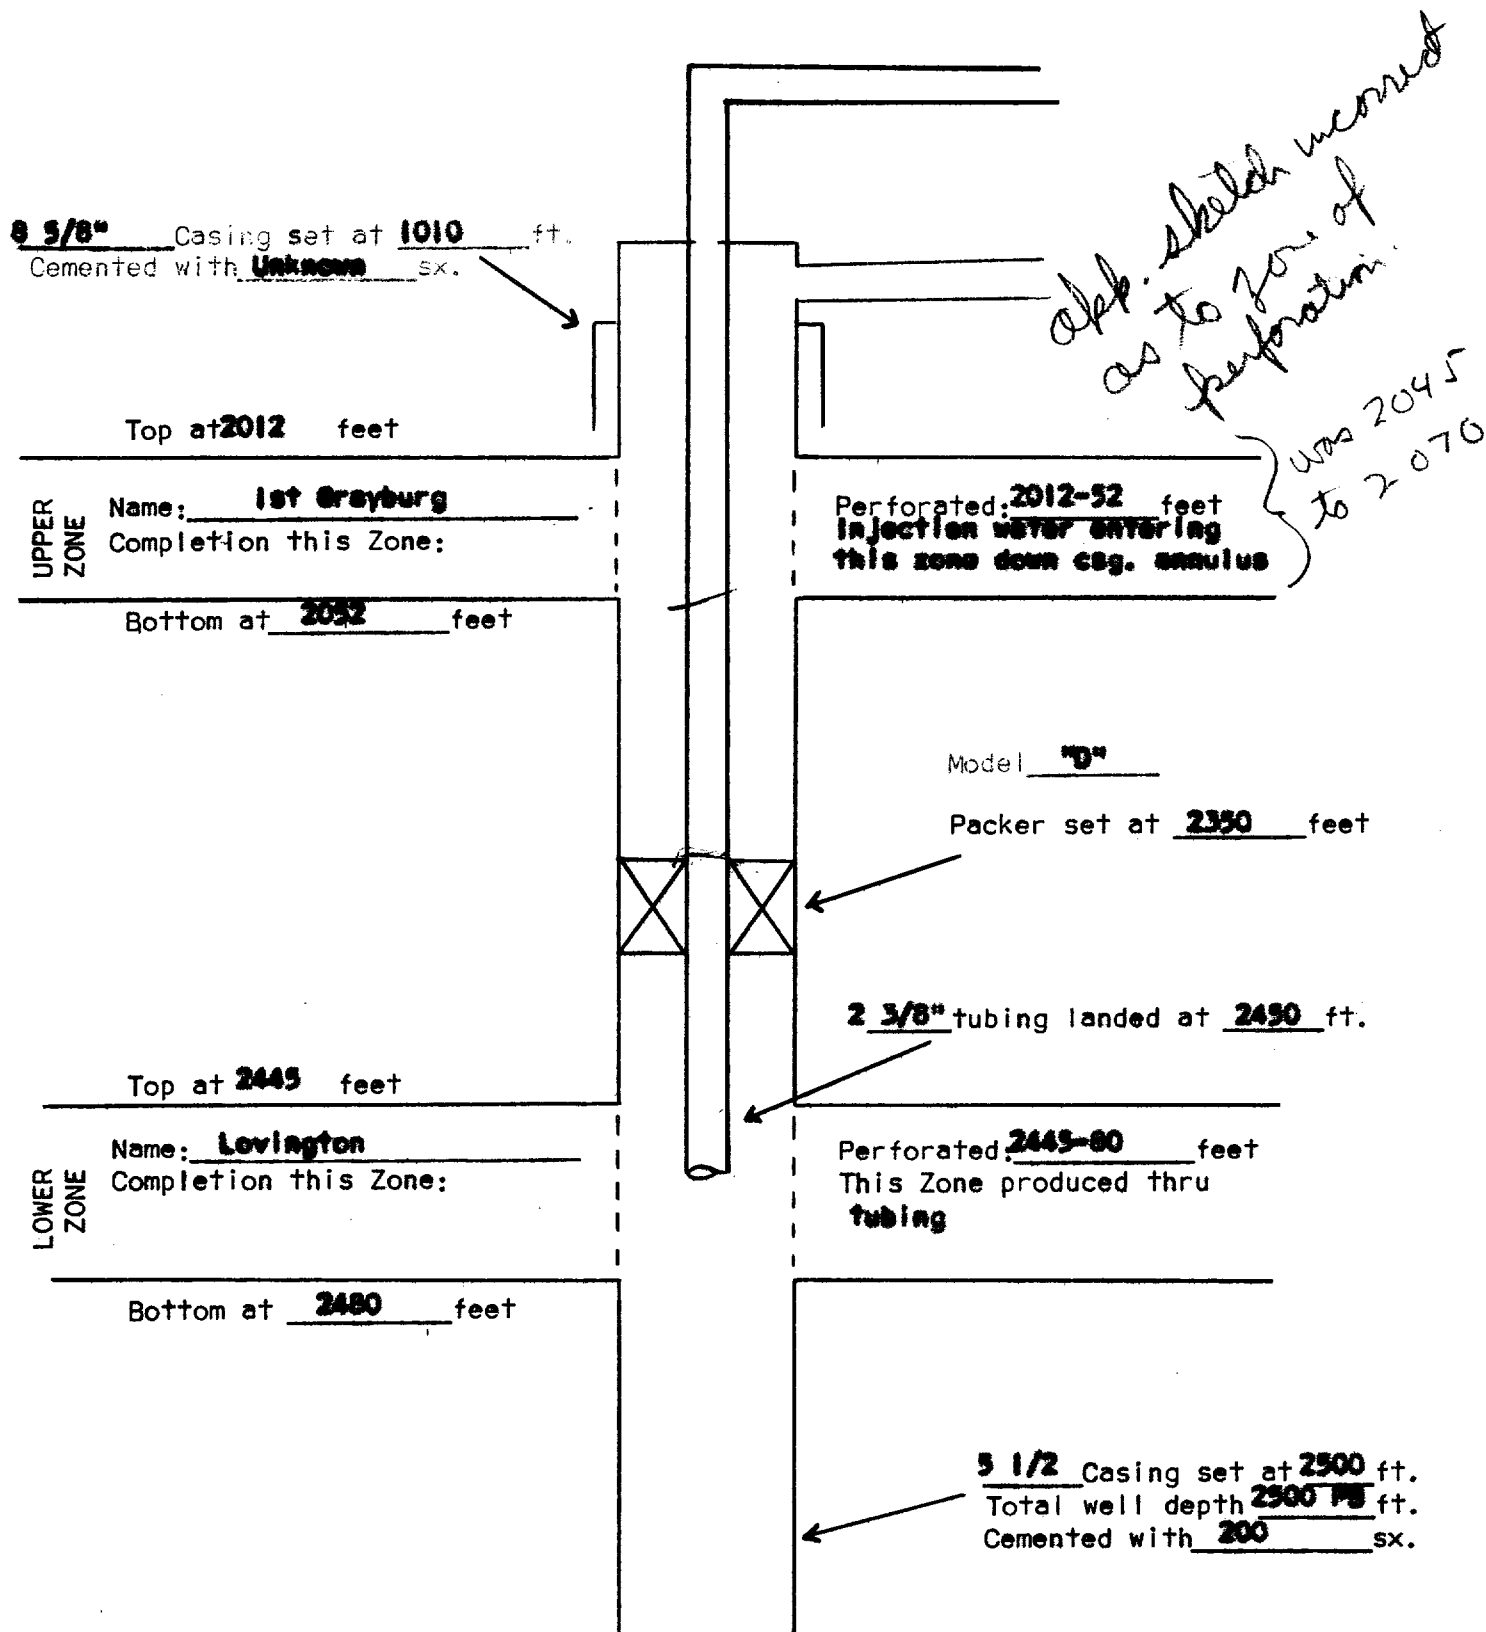 app. sketch incorrect
as to zone of
perforation.
was 2045
to 2070
8 5/8" Casing set at 1010 ft.
Cemented with Unknown sx.
Top at 2012 feet
UPPER
ZONE
Name: 1st Grayburg
Completion this Zone:
Perforated: 2012-52 feet
Injection water entering
this zone down csg. annulus
Bottom at 2052 feet
Model "D"
Packer set at 2350 feet
2 3/8" tubing landed at 2450 ft.
Top at 2445 feet
LOWER
ZONE
Name: Lovington
Completion this Zone:
Perforated: 2445-80 feet
This Zone produced thru
tubing
Bottom at 2480 feet
5 1/2 Casing set at 2500 ft.
Total well depth 2500 PB ft.
Cemented with 200 sx.